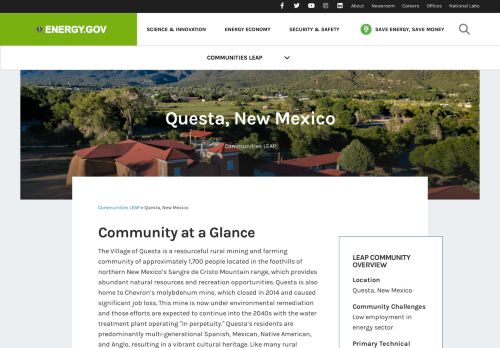 About Newsroom Careers Offices National Labs
ENERGY.GOV
SCIENCE & INNOVATION ENERGY ECONOMY SECURITY & SAFETY SAVE ENERGY, SAVE MONEY
COMMUNITIES LEAP
Questa, New Mexico
Communities LEAP
Communities LEAP » Questa, New Mexico
Community at a Glance
The Village of Questa is a resourceful rural mining and farming
community of approximately 1,700 people located in the foothills of
northern New Mexico's Sangre de Cristo Mountain range, which provides
abundant natural resources and recreation opportunities. Questa is also
home to Chevron's molybdenum mine, which closed in 2014 and caused
significant job loss. This mine is now under environmental remediation
and those efforts are expected to continue into the 2040s with the water
treatment plant operating "in perpetuity." Questa's residents are
predominantly multi-generational Spanish, Mexican, Native American,
and Anglo, resulting in a vibrant cultural heritage. Like many rural
LEAP COMMUNITY
OVERVIEW
Location
Questa, New Mexico
Community Challenges
Low employment in
energy sector
Primary Technical